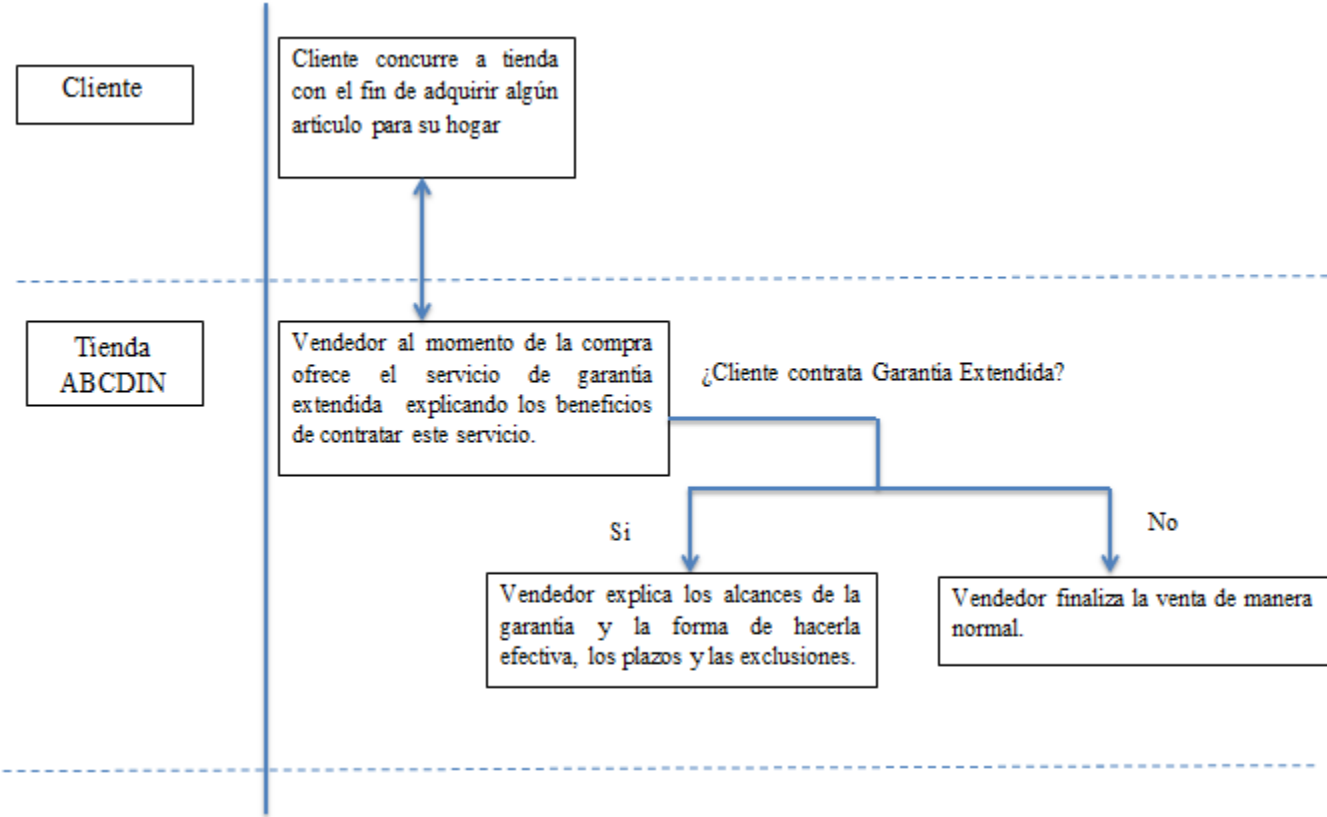 Cliente
Cliente concurre a tienda
con el fin de adquirir algún
artículo para su hogar
Tienda
ABCDIN
Vendedor al momento de la compra
ofrece el servicio de garantía
extendida explicando los beneficios
de contratar este servicio.
¿Cliente contrata Garantía Extendida?
Si
No
Vendedor explica los alcances de la
garantía y la forma de hacerla
efectiva, los plazos y las exclusiones.
Vendedor finaliza la venta de manera
normal.